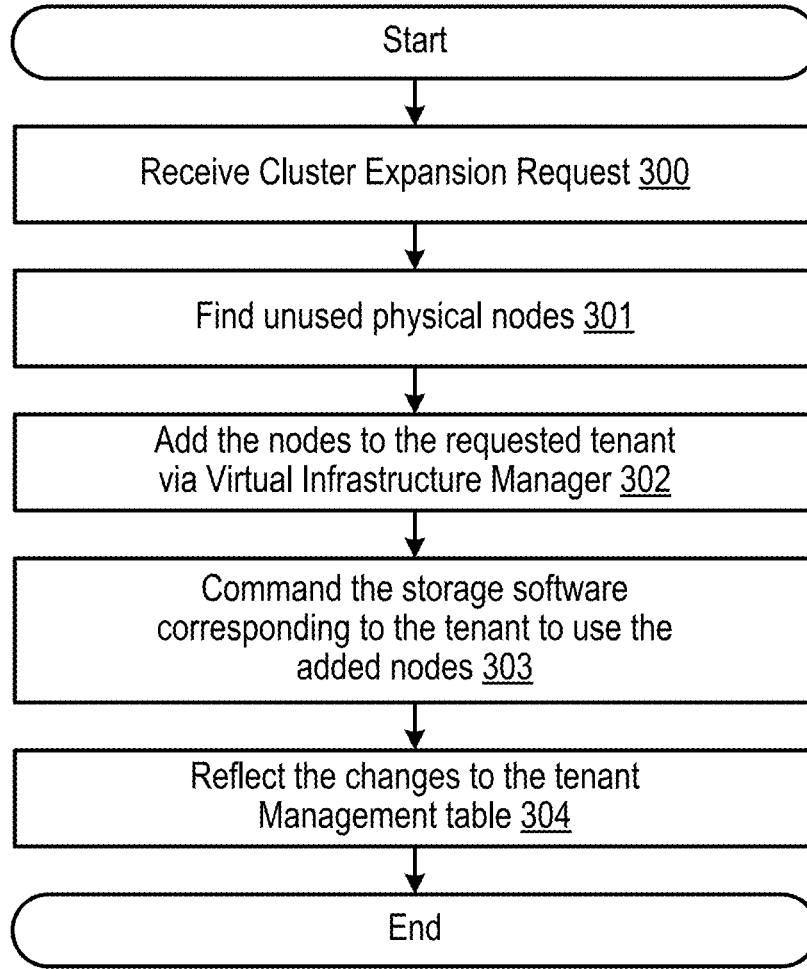 Start
Receive Cluster Expansion Request 300
Find unused physical nodes 301
Add the nodes to the requested tenant
via Virtual Infrastructure Manager 302
Command the storage software
corresponding to the tenant to use the
added nodes 303
Reflect the changes to the tenant
Management table 304
End